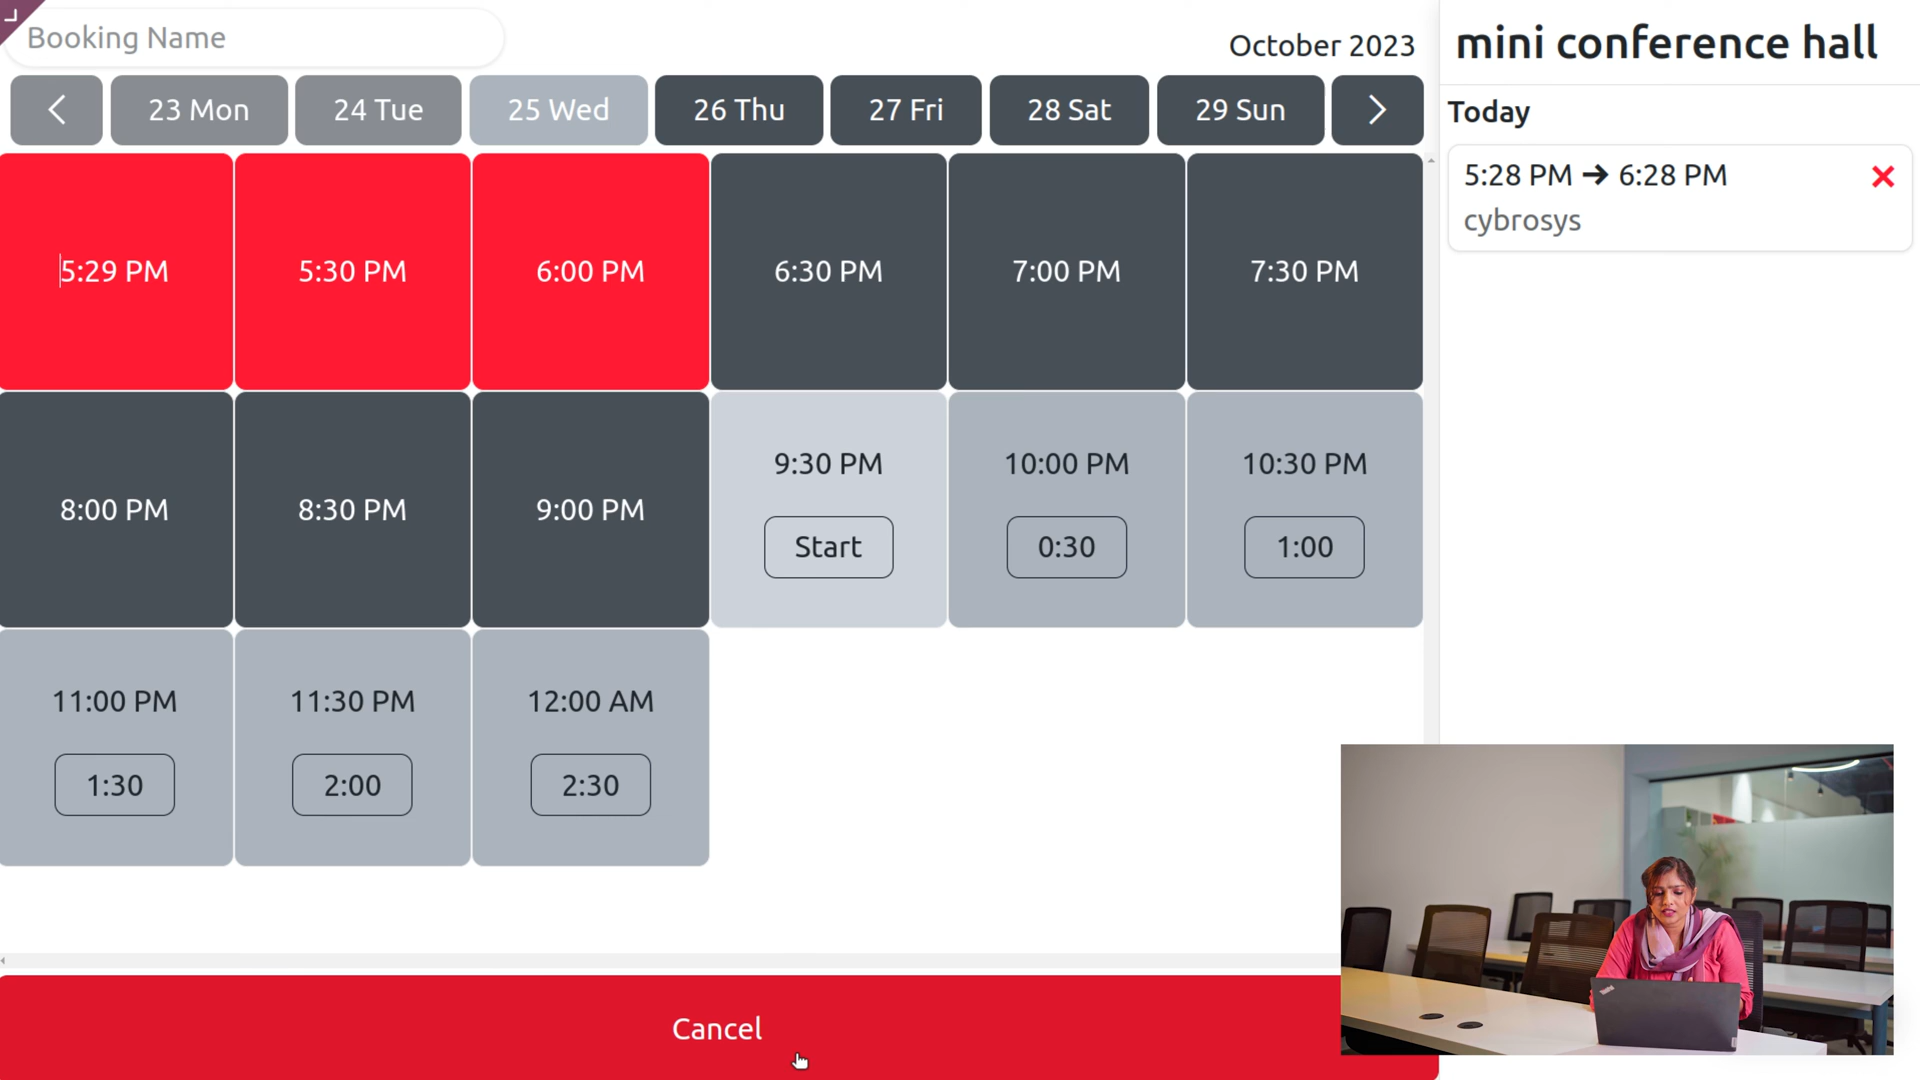 Booking Name
October 2023
23 Mon 24 Tue 25 Wed 26 Thu 27 Fri 28 Sat 29 Sun
5:29 PM 5:30 PM 6:00 PM 6:30 PM 7:00 PM 7:30 PM
8:00 PM 8:30 PM 9:00 PM 9:30 PM 10:00 PM 10:30 PM
Start 0:30 1:00
11:00 PM 11:30 PM 12:00 AM
1:30 2:00 2:30
Cancel
mini conference hall
Today
5:28 PM → 6:28 PM
cybrosys